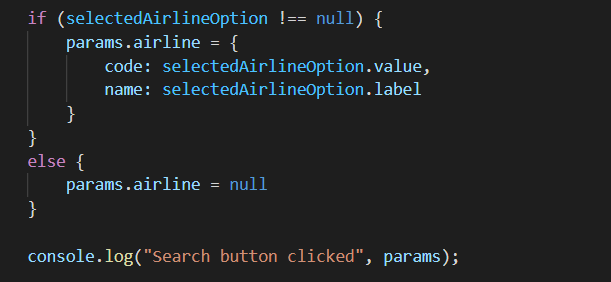 if (selectedAirlineOption !== null) {
    params.airline = {
        code: selectedAirlineOption.value,
        name: selectedAirlineOption.label
    }
}
else {
    params.airline = null
}
console.log("Search button clicked", params);